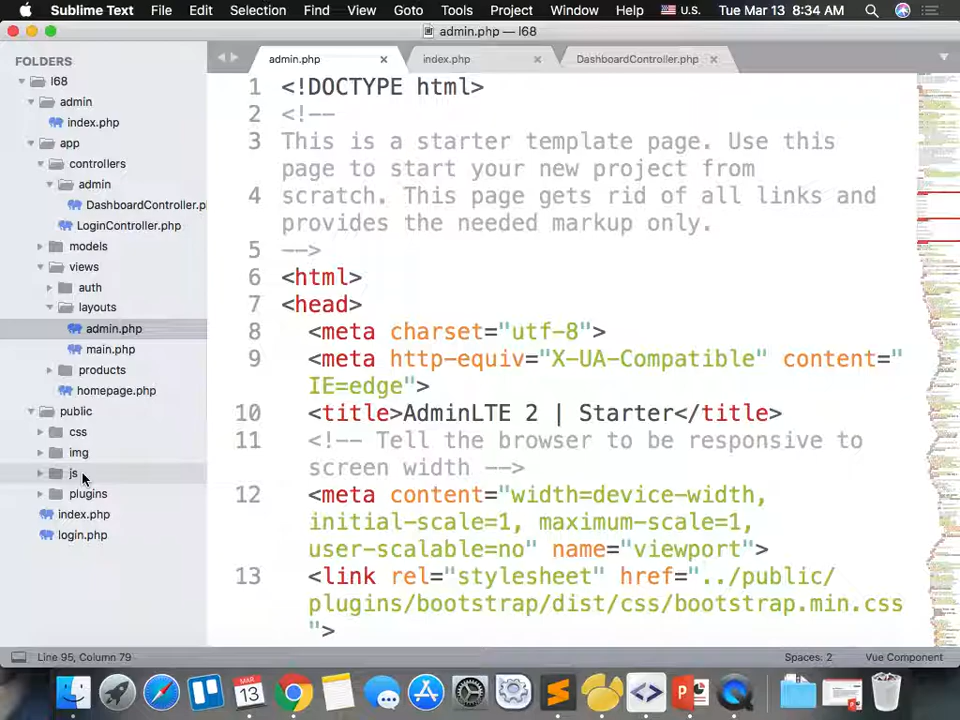 Sublime Text File Edit Selection Find View Goto Tools Project Window Help U.S. Tue Mar 13 8:34 AM
admin.php — l68
FOLDERS
l68
admin
index.php
app
controllers
admin
DashboardController.p
LoginController.php
models
views
auth
layouts
admin.php
main.php
products
homepage.php
public
css
img
js
plugins
index.php
login.php
admin.php index.php DashboardController.php
1 <!DOCTYPE html>
2 <!--
3 This is a starter template page. Use this
page to start your new project from
4 scratch. This page gets rid of all links and
provides the needed markup only.
5 -->
6 <html>
7 <head>
8 <meta charset="utf-8">
9 <meta http-equiv="X-UA-Compatible" content="
IE=edge">
10 <title>AdminLTE 2 | Starter</title>
11 <!-- Tell the browser to be responsive to
screen width -->
12 <meta content="width=device-width,
initial-scale=1, maximum-scale=1,
user-scalable=no" name="viewport">
13 <link rel="stylesheet" href="../public/
plugins/bootstrap/dist/css/bootstrap.min.css
">
Line 95, Column 79 Spaces: 2 Vue Component
MAR
13